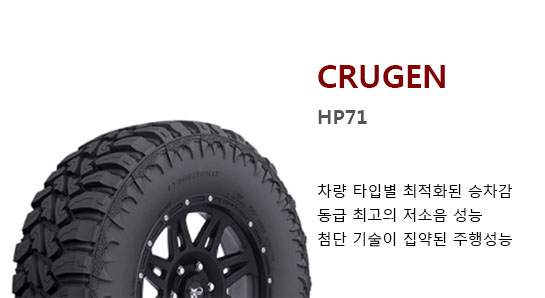 CRUGEN
HP71
차량 타입별 최적화된 승차감
동급 최고의 저소음 성능
첨단 기술이 집약된 주행성능